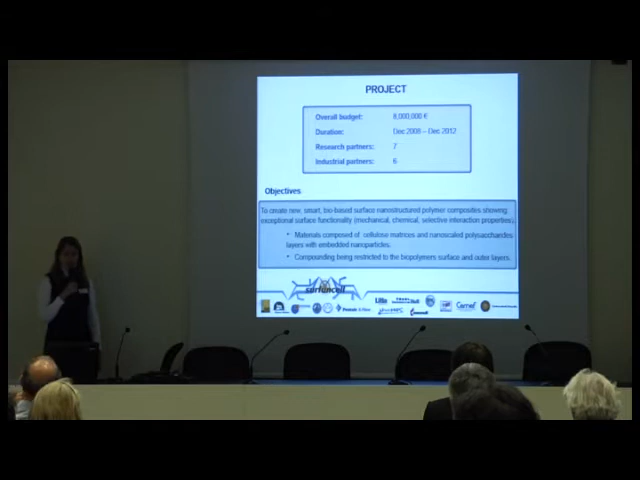 PROJECT
Overall budget: 8,000,000 €
Duration: Dec 2008 – Dec 2012
Research partners: 7
Industrial partners: 6
Objectives
To create new, smart, bio-based surface nanostructured polymer composites showing
exceptional surface functionality (mechanical, chemical, selective interaction properties)
• Materials composed of cellulose matrices and nanoscaled polysaccharides
layers with embedded nanoparticles.
• Compounding being restricted to the biopolymers surface and outer layers.
surfuncell